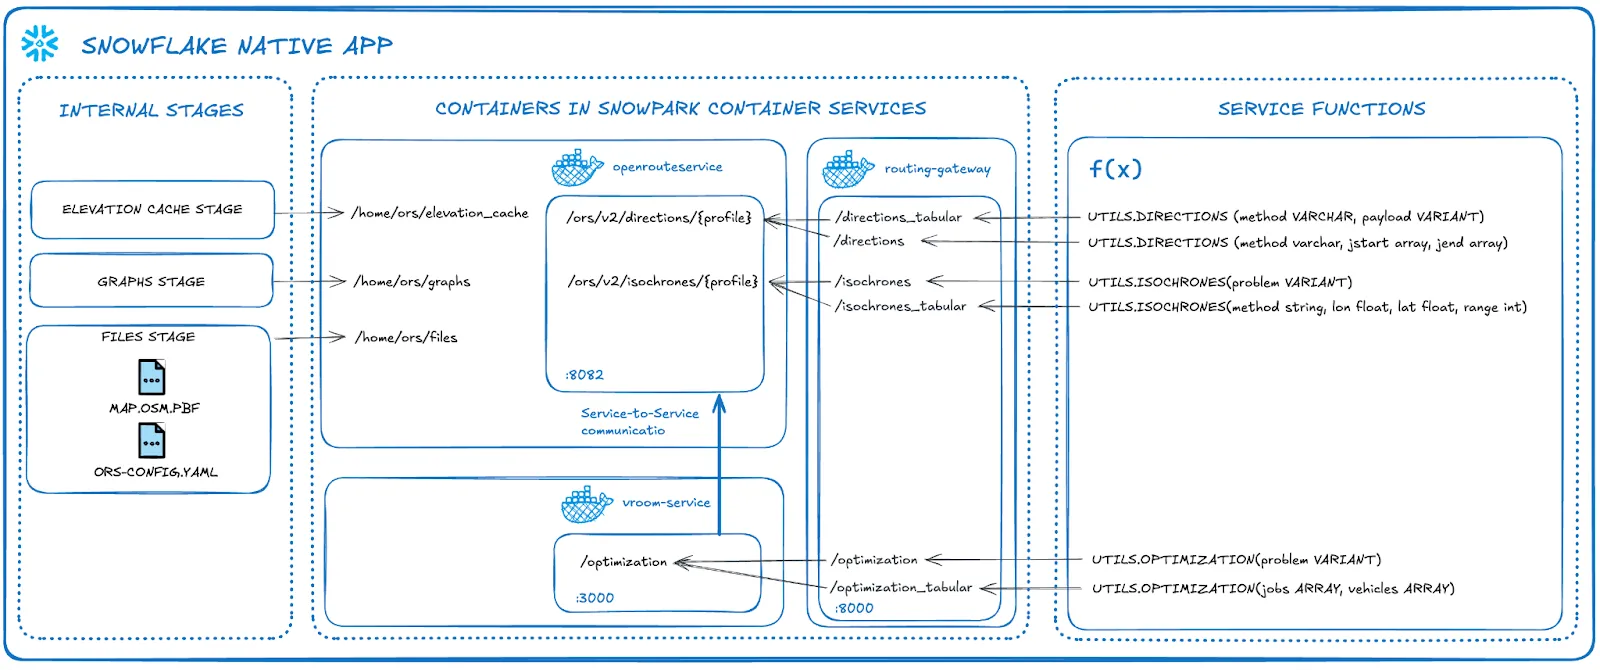 SNOWFLAKE NATIVE APP
INTERNAL STAGES
ELEVATION CACHE STAGE
GRAPHS STAGE
FILES STAGE
MAP.OSM.PBF
ORS-CONFIG.YAML
CONTAINERS IN SNOWPARK CONTAINER SERVICES
/home/ors/elevation_cache
/home/ors/graphs
/home/ors/files
openrouteservice
/ors/v2/directions/{profile}
/ors/v2/isochrones/{profile}
:8082
Service-to-Service
communicatio
vroom-service
/optimization
:3000
routing-gateway
/directions_tabular
/directions
/isochrones
/isochrones_tabular
/optimization
/optimization_tabular
:8000
SERVICE FUNCTIONS
f(x)
UTILS.DIRECTIONS (method VARCHAR, payload VARIANT)
UTILS.DIRECTIONS (method varchar, jstart array, jend array)
UTILS.ISOCHRONES(problem VARIANT)
UTILS.ISOCHRONES(method string, lon float, lat float, range int)
UTILS.OPTIMIZATION(problem VARIANT)
UTILS.OPTIMIZATION(jobs ARRAY, vehicles ARRAY)